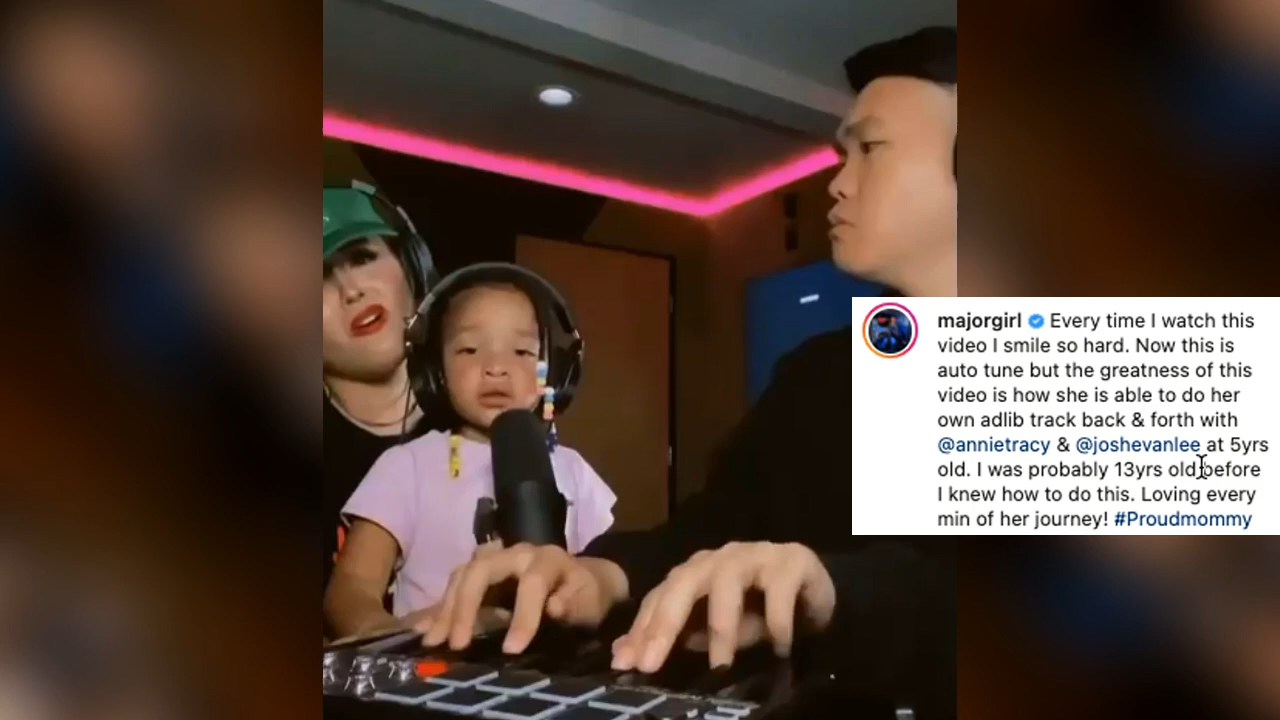 majorgirl Every time I watch this
video I smile so hard. Now this is
auto tune but the greatness of this
video is how she is able to do her
own adlib track back & forth with
@annietracy & @joshevanlee at 5yrs
old. I was probably 13yrs old before
I knew how to do this. Loving every
min of her journey! #Proudmommy